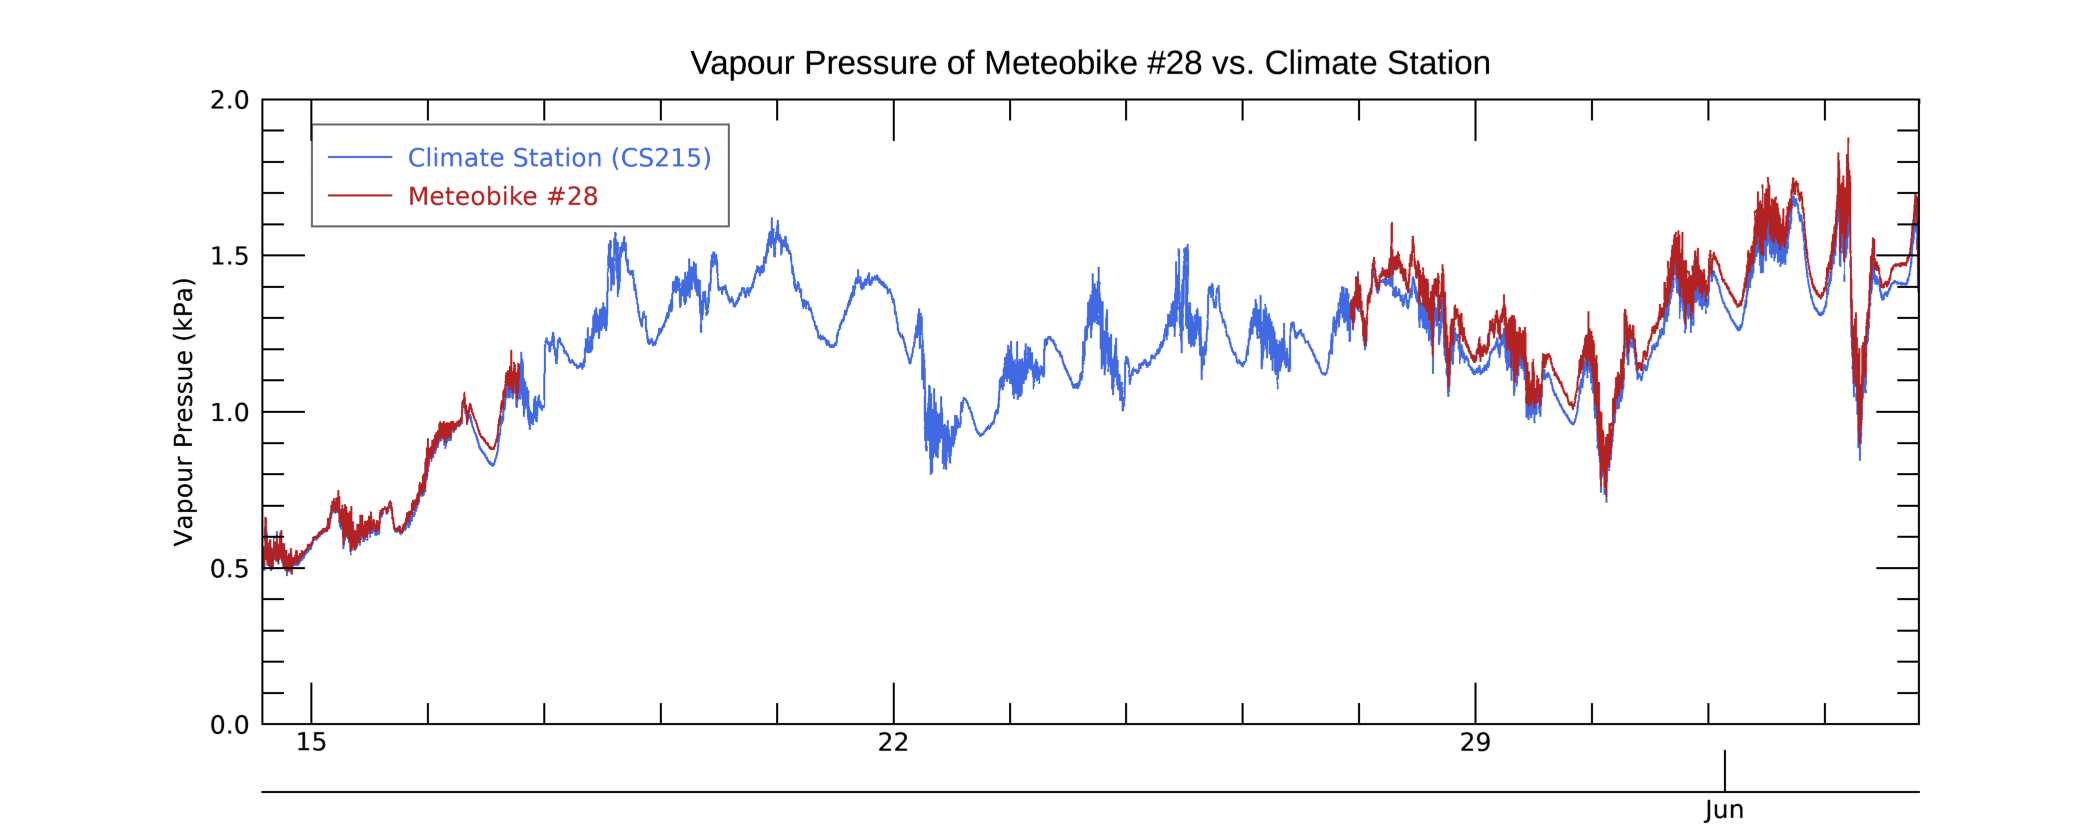 Vapour Pressure of Meteobike #28 vs. Climate Station
Climate Station (CS215)
Meteobike #28
Vapour Pressue (kPa)
2.0
1.5
1.0
0.5
0.0
15 22 29
Jun